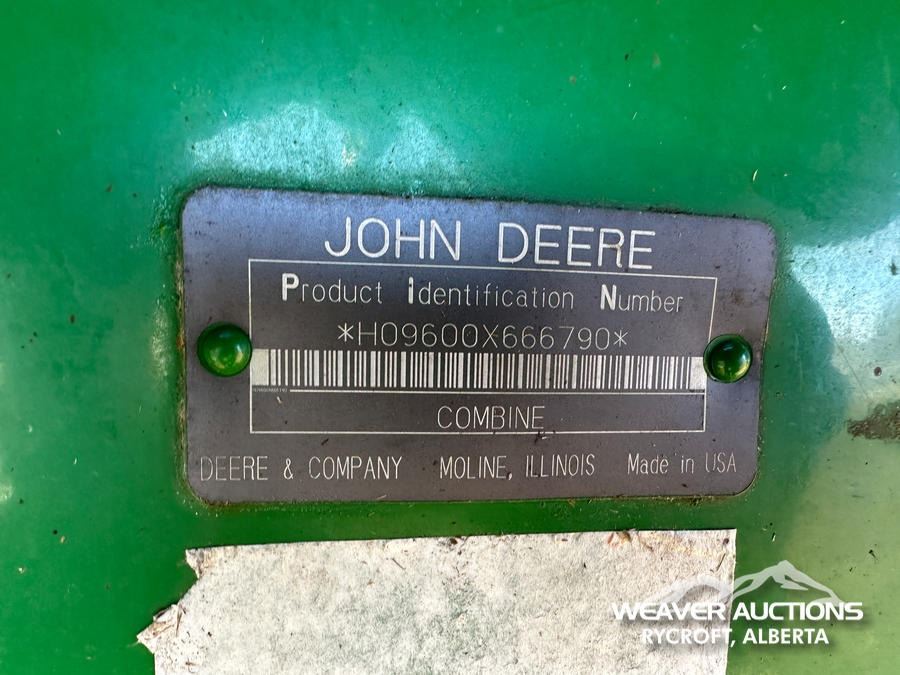 JOHN DEERE
Product Identification Number
*H09600X666790*
COMBINE
DEERE & COMPANY MOLINE, ILLINOIS Made in USA
WEAVER AUCTIONS
RYCROFT, ALBERTA